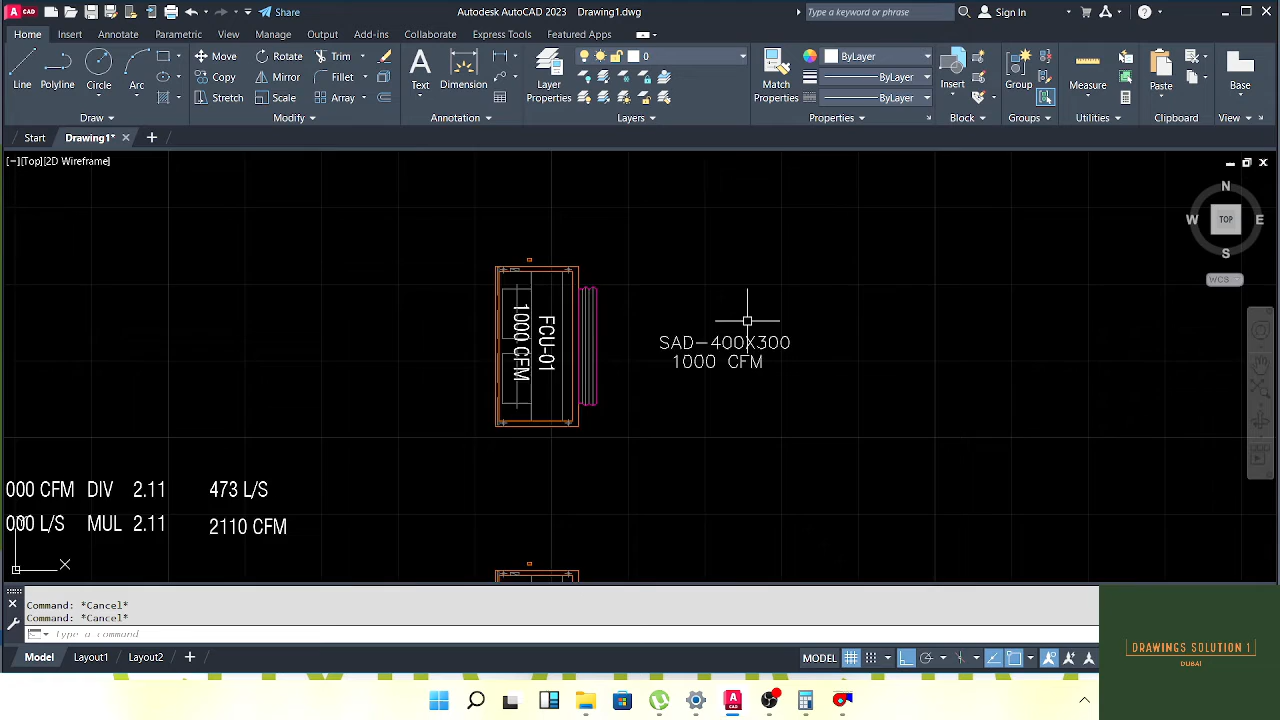 Share
Autodesk AutoCAD 2023 Drawing1.dwg
Type a keyword or phrase
Sign In
Home Insert Annotate Parametric View Manage Output Add-ins Collaborate Express Tools Featured Apps
Line Polyline Circle Arc
Move Rotate Trim
Copy Mirror Fillet
Stretch Scale Array
Text Dimension
Layer Properties
0
Match Properties
ByLayer
ByLayer
ByLayer
Insert
Group
Measure
Paste
Base
Draw Modify Annotation Layers Properties Block Groups Utilities Clipboard View
Start Drawing1*
[−][Top][2D Wireframe]
N
W TOP E
S
WCS
FCU-01
1000 CFM
SAD-400X300
1000 CFM
000 CFM DIV 2.11 473 L/S
000 L/S MUL 2.11 2110 CFM
Y
X
Command: *Cancel*
Command: *Cancel*
Type a command
Model Layout1 Layout2
MODEL
DRAWINGS SOLUTION 1
DUBAI